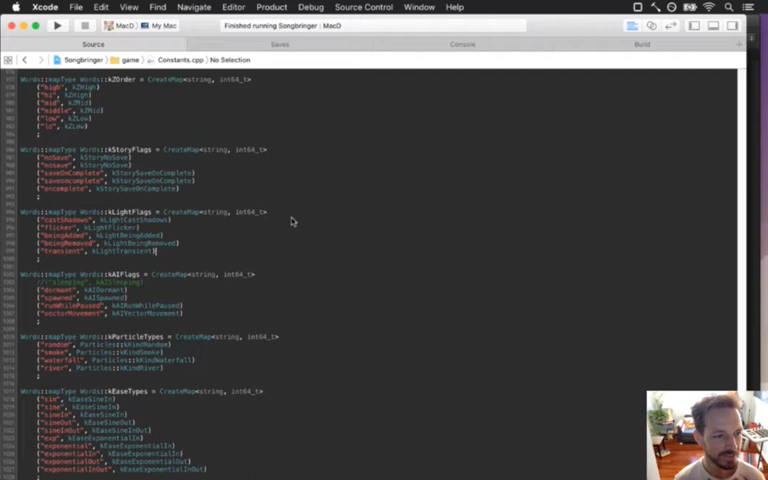 Xcode File Edit View Find Navigate Editor Product Debug Source Control Window Help
MacD My Mac Finished running Songbringer : MacD
Source Saves Console Build
Songbringer game Constants.cpp No Selection
Words::mapType Words::kZOrder = CreateMap<string, int64_t>
("high", kZHigh)
("hi", kZHigh)
("mid", kZMid)
("middle", kZMid)
("low", kZLow)
("lo", kZLow)
;
Words::mapType Words::kStoryFlags = CreateMap<string, int64_t>
("noSave", kStoryNoSave)
("nosave", kStoryNoSave)
("saveOnComplete", kStorySaveOnComplete)
("saveoncomplete", kStorySaveOnComplete)
("oncomplete", kStorySaveOnComplete)
;
Words::mapType Words::kLightFlags = CreateMap<string, int64_t>
("castShadows", kLightCastShadows)
("flicker", kLightFlicker)
("beingAdded", kLightBeingAdded)
("beingRemoved", kLightBeingRemoved)
("transient", kLightTransient)
;
Words::mapType Words::kAIFlags = CreateMap<string, int64_t>
//("sleeping", kAISleeping)
("dormant", kAIDormant)
("spawned", kAISpawned)
("runWhilePaused", kAIRunWhilePaused)
("vectorMovement", kAIVectorMovement)
;
Words::mapType Words::kParticleTypes = CreateMap<string, int64_t>
("random", Particles::kKindRandom)
("smoke", Particles::kKindSmoke)
("waterfall", Particles::kKindWaterfall)
("river", Particles::kKindRiver)
;
Words::mapType Words::kEaseTypes = CreateMap<string, int64_t>
("sin", kEaseSineIn)
("sine", kEaseSineIn)
("sineIn", kEaseSineIn)
("sineOut", kEaseSineOut)
("sineInOut", kEaseSineInOut)
("exp", kEaseExponentialIn)
("exponential", kEaseExponentialIn)
("exponentialIn", kEaseExponentialIn)
("exponentialOut", kEaseExponentialOut)
("exponentialInOut", kEaseExponentialInOut)